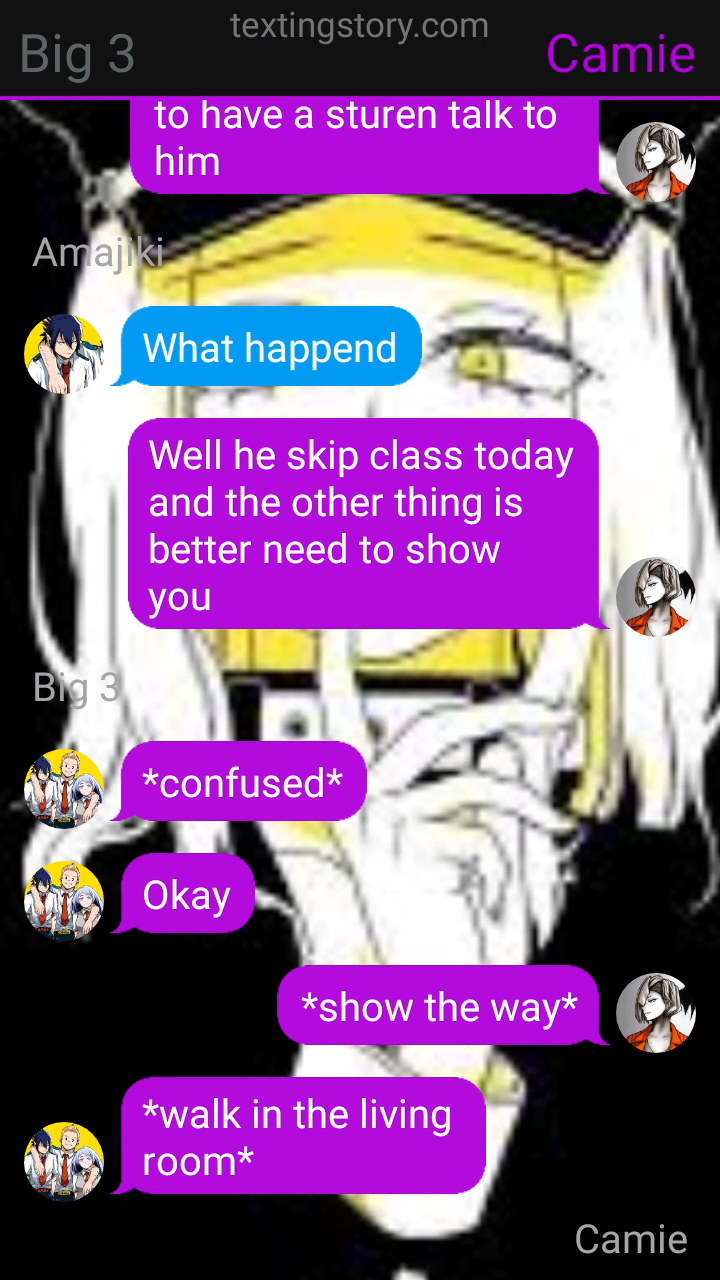 textingstory.com
Big 3
Camie
to have a sturen talk to
him
Amajiki
What happend
Well he skip class today
and the other thing is
better need to show
you
Big 3
*confused*
Okay
*show the way*
*walk in the living
room*
Camie